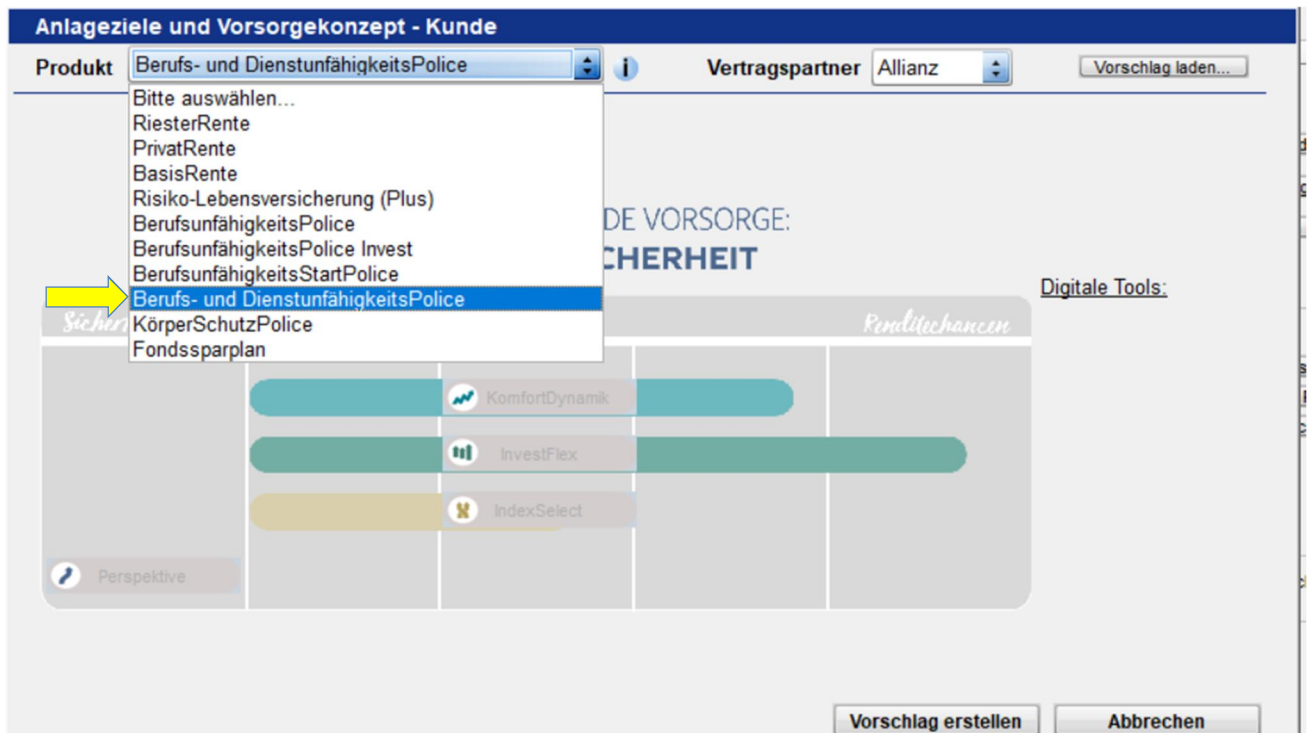 Anlageziele und Vorsorgekonzept - Kunde
Produkt Berufs- und DienstunfähigkeitsPolice i Vertragspartner Allianz Vorschlag laden...
Bitte auswählen...
RiesterRente
PrivatRente
BasisRente
Risiko-Lebensversicherung (Plus)
BerufsunfähigkeitsPolice
BerufsunfähigkeitsPolice Invest
BerufsunfähigkeitsStartPolice
Berufs- und DienstunfähigkeitsPolice
KörperSchutzPolice
Fondssparplan
DE VORSORGE:
CHERHEIT
Digitale Tools:
Renditechancen
KomfortDynamik
InvestFlex
IndexSelect
Perspektive
Vorschlag erstellen Abbrechen